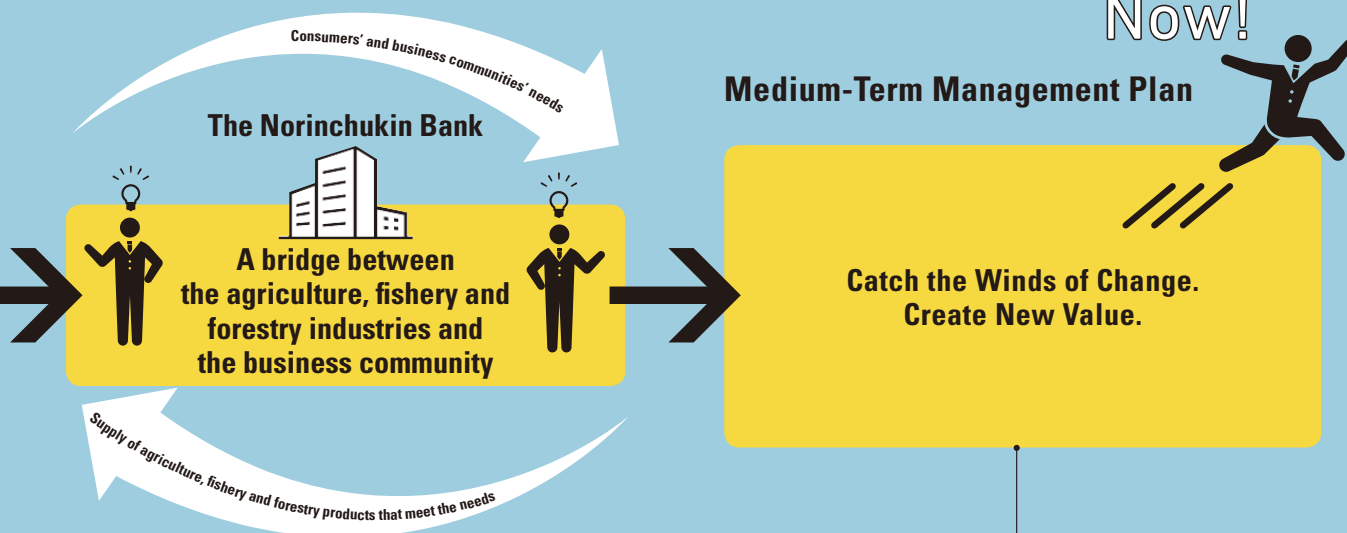 Consumers' and business communities' needs
The Norinchukin Bank
A bridge between
the agriculture, fishery and
forestry industries and
the business community
Supply of agriculture, fishery and forestry products that meet the needs
Now!
Medium-Term Management Plan
Catch the Winds of Change.
Create New Value.